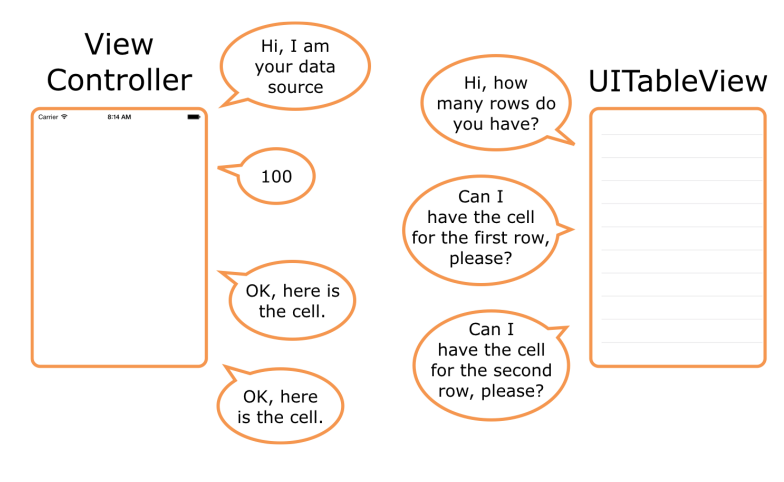 View
Controller
Carrier
8:14 AM
Hi, I am
your data
source
Hi, how
many rows do
you have?
UITableView
100
Can I
have the cell
for the first row,
please?
OK, here is
the cell.
Can I
have the cell
for the second
row, please?
OK, here
is the cell.